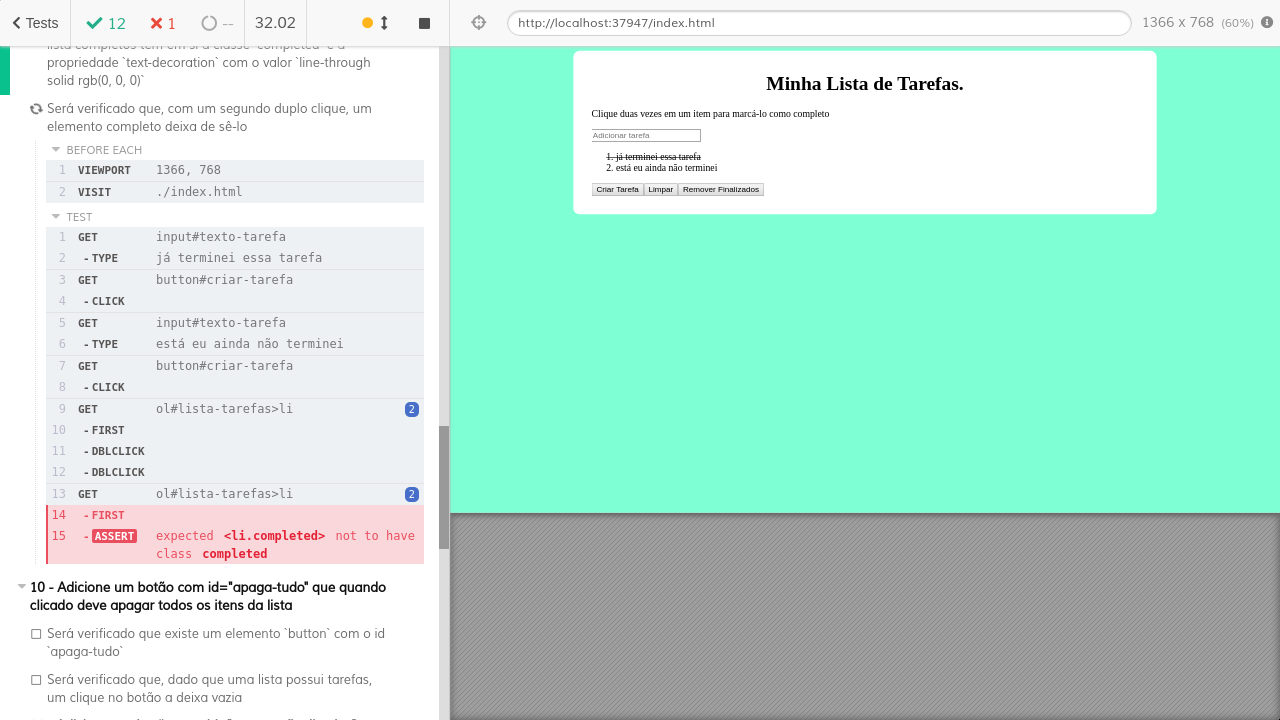 Tests
12
1
--
32.02
http://localhost:37947/index.html
1366 x 768 (60%)
lista completos tem em si a classe `completed` e a
propriedade `text-decoration` com o valor `line-through
solid rgb(0, 0, 0)`
Será verificado que, com um segundo duplo clique, um
elemento completo deixa de sê-lo
BEFORE EACH
1 VIEWPORT 1366, 768
2 VISIT ./index.html
TEST
1 GET input#texto-tarefa
2 -TYPE já terminei essa tarefa
3 GET button#criar-tarefa
4 -CLICK
5 GET input#texto-tarefa
6 -TYPE está eu ainda não terminei
7 GET button#criar-tarefa
8 -CLICK
9 GET ol#lista-tarefas>li 2
10 -FIRST
11 -DBLCLICK
12 -DBLCLICK
13 GET ol#lista-tarefas>li 2
14 -FIRST
15 -ASSERT expected <li.completed> not to have
class completed
10 - Adicione um botão com id="apaga-tudo" que quando
clicado deve apagar todos os itens da lista
Será verificado que existe um elemento `button` com o id
`apaga-tudo`
Será verificado que, dado que uma lista possui tarefas,
um clique no botão a deixa vazia
Minha Lista de Tarefas.
Clique duas vezes em um item para marcá-lo como completo
Adicionar tarefa
1. já terminei essa tarefa
2. está eu ainda não terminei
Criar Tarefa Limpar Remover Finalizados